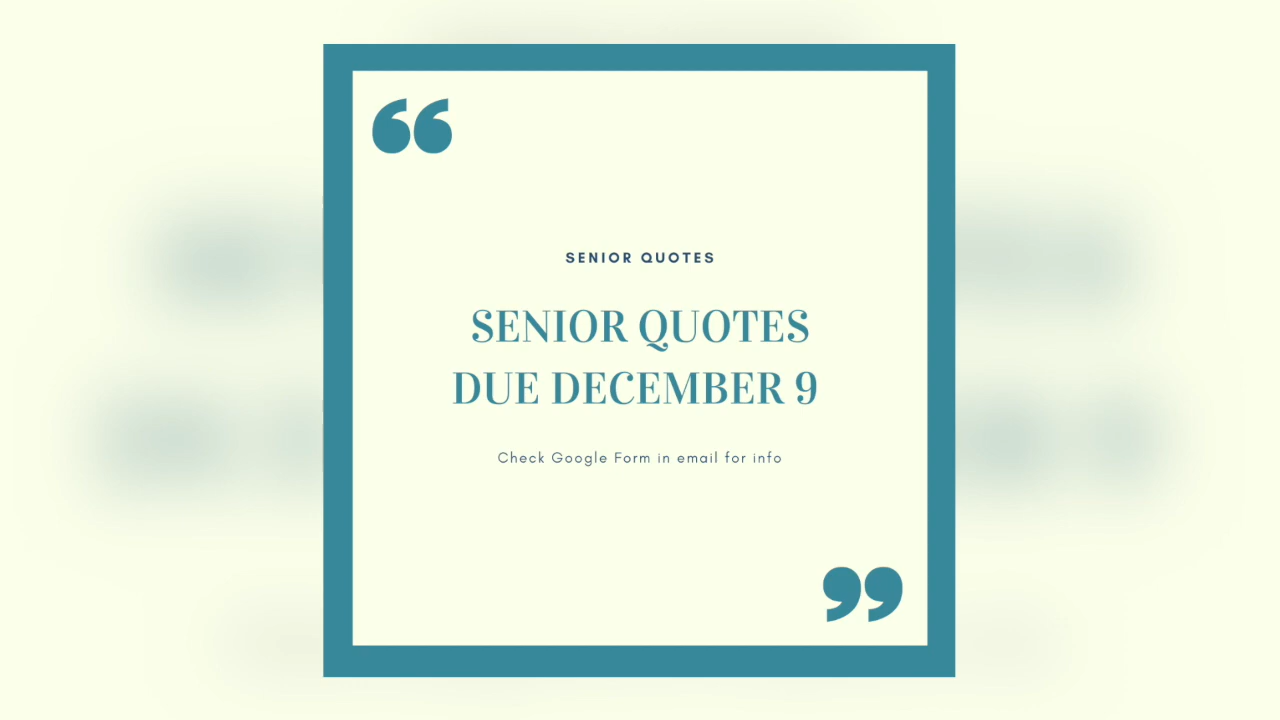 “
SENIOR QUOTES
SENIOR QUOTES
DUE DECEMBER 9
Check Google Form in email for info
”